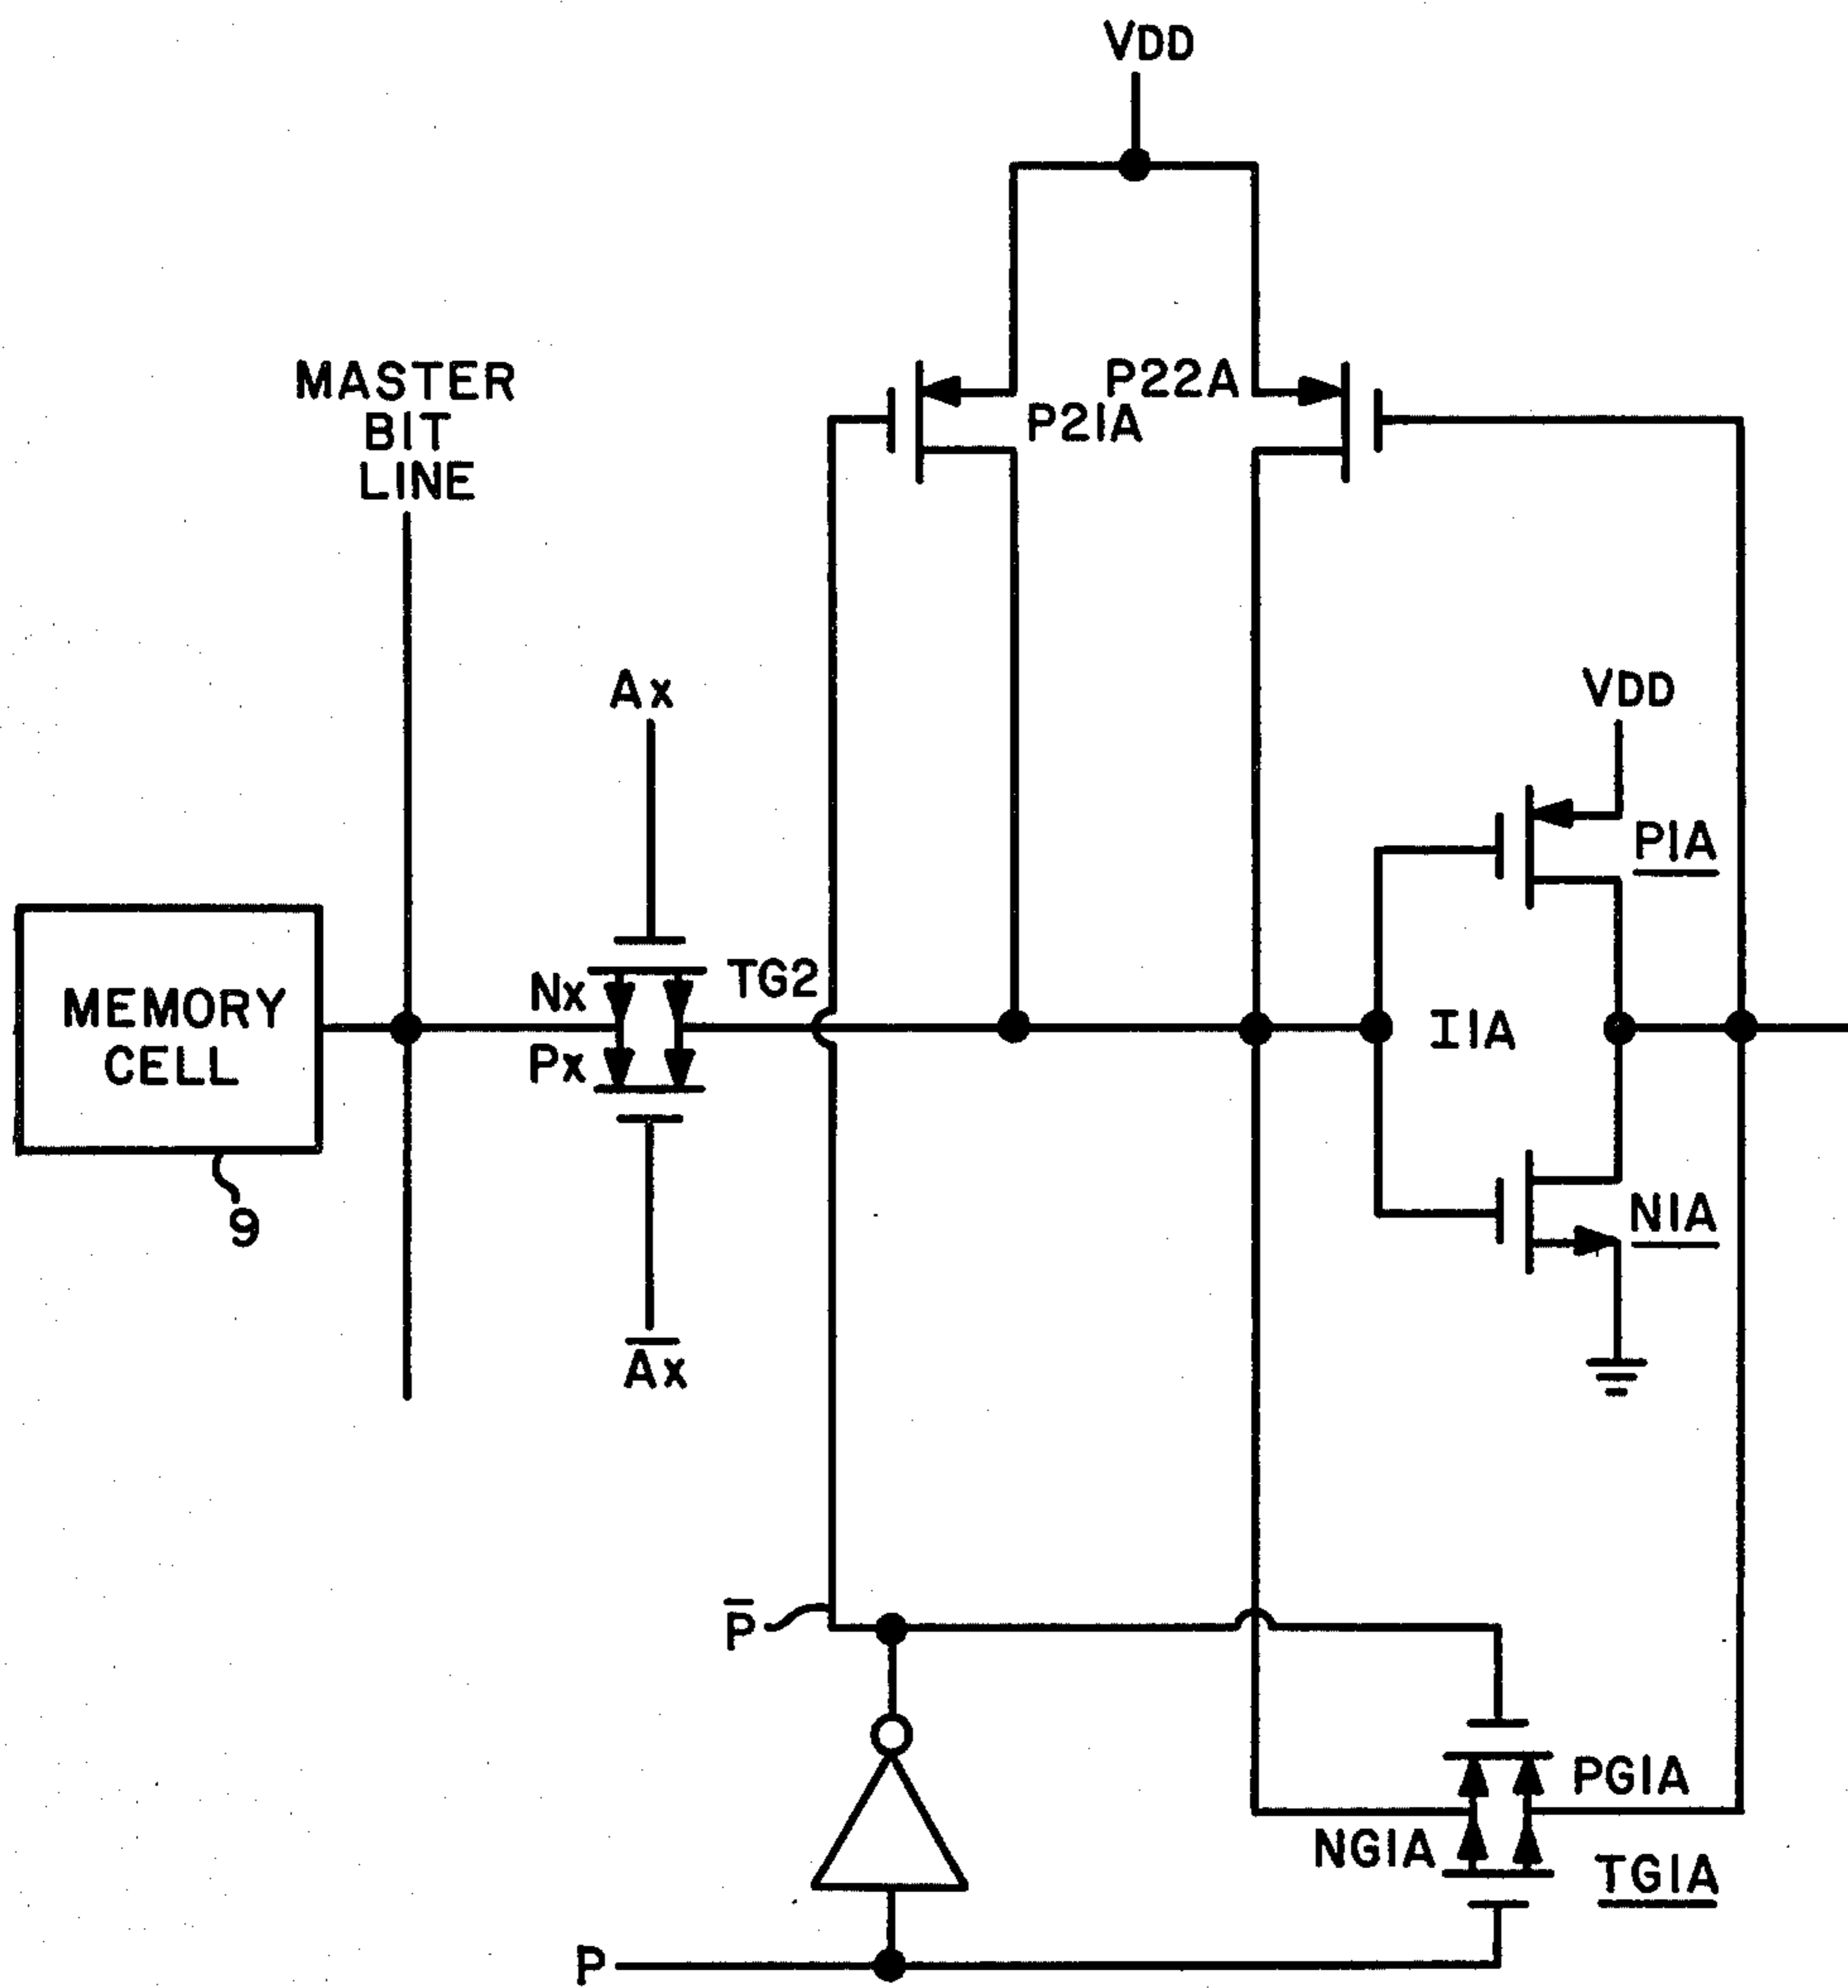 VDD
MASTER
BIT
LINE
P22A
P21A
Ax
VDD
P1A
MEMORY
CELL
Nx
TG2
Px
I1A
9
N1A
A̅x̅
P̅
PG1A
NG1A
TG1A
P